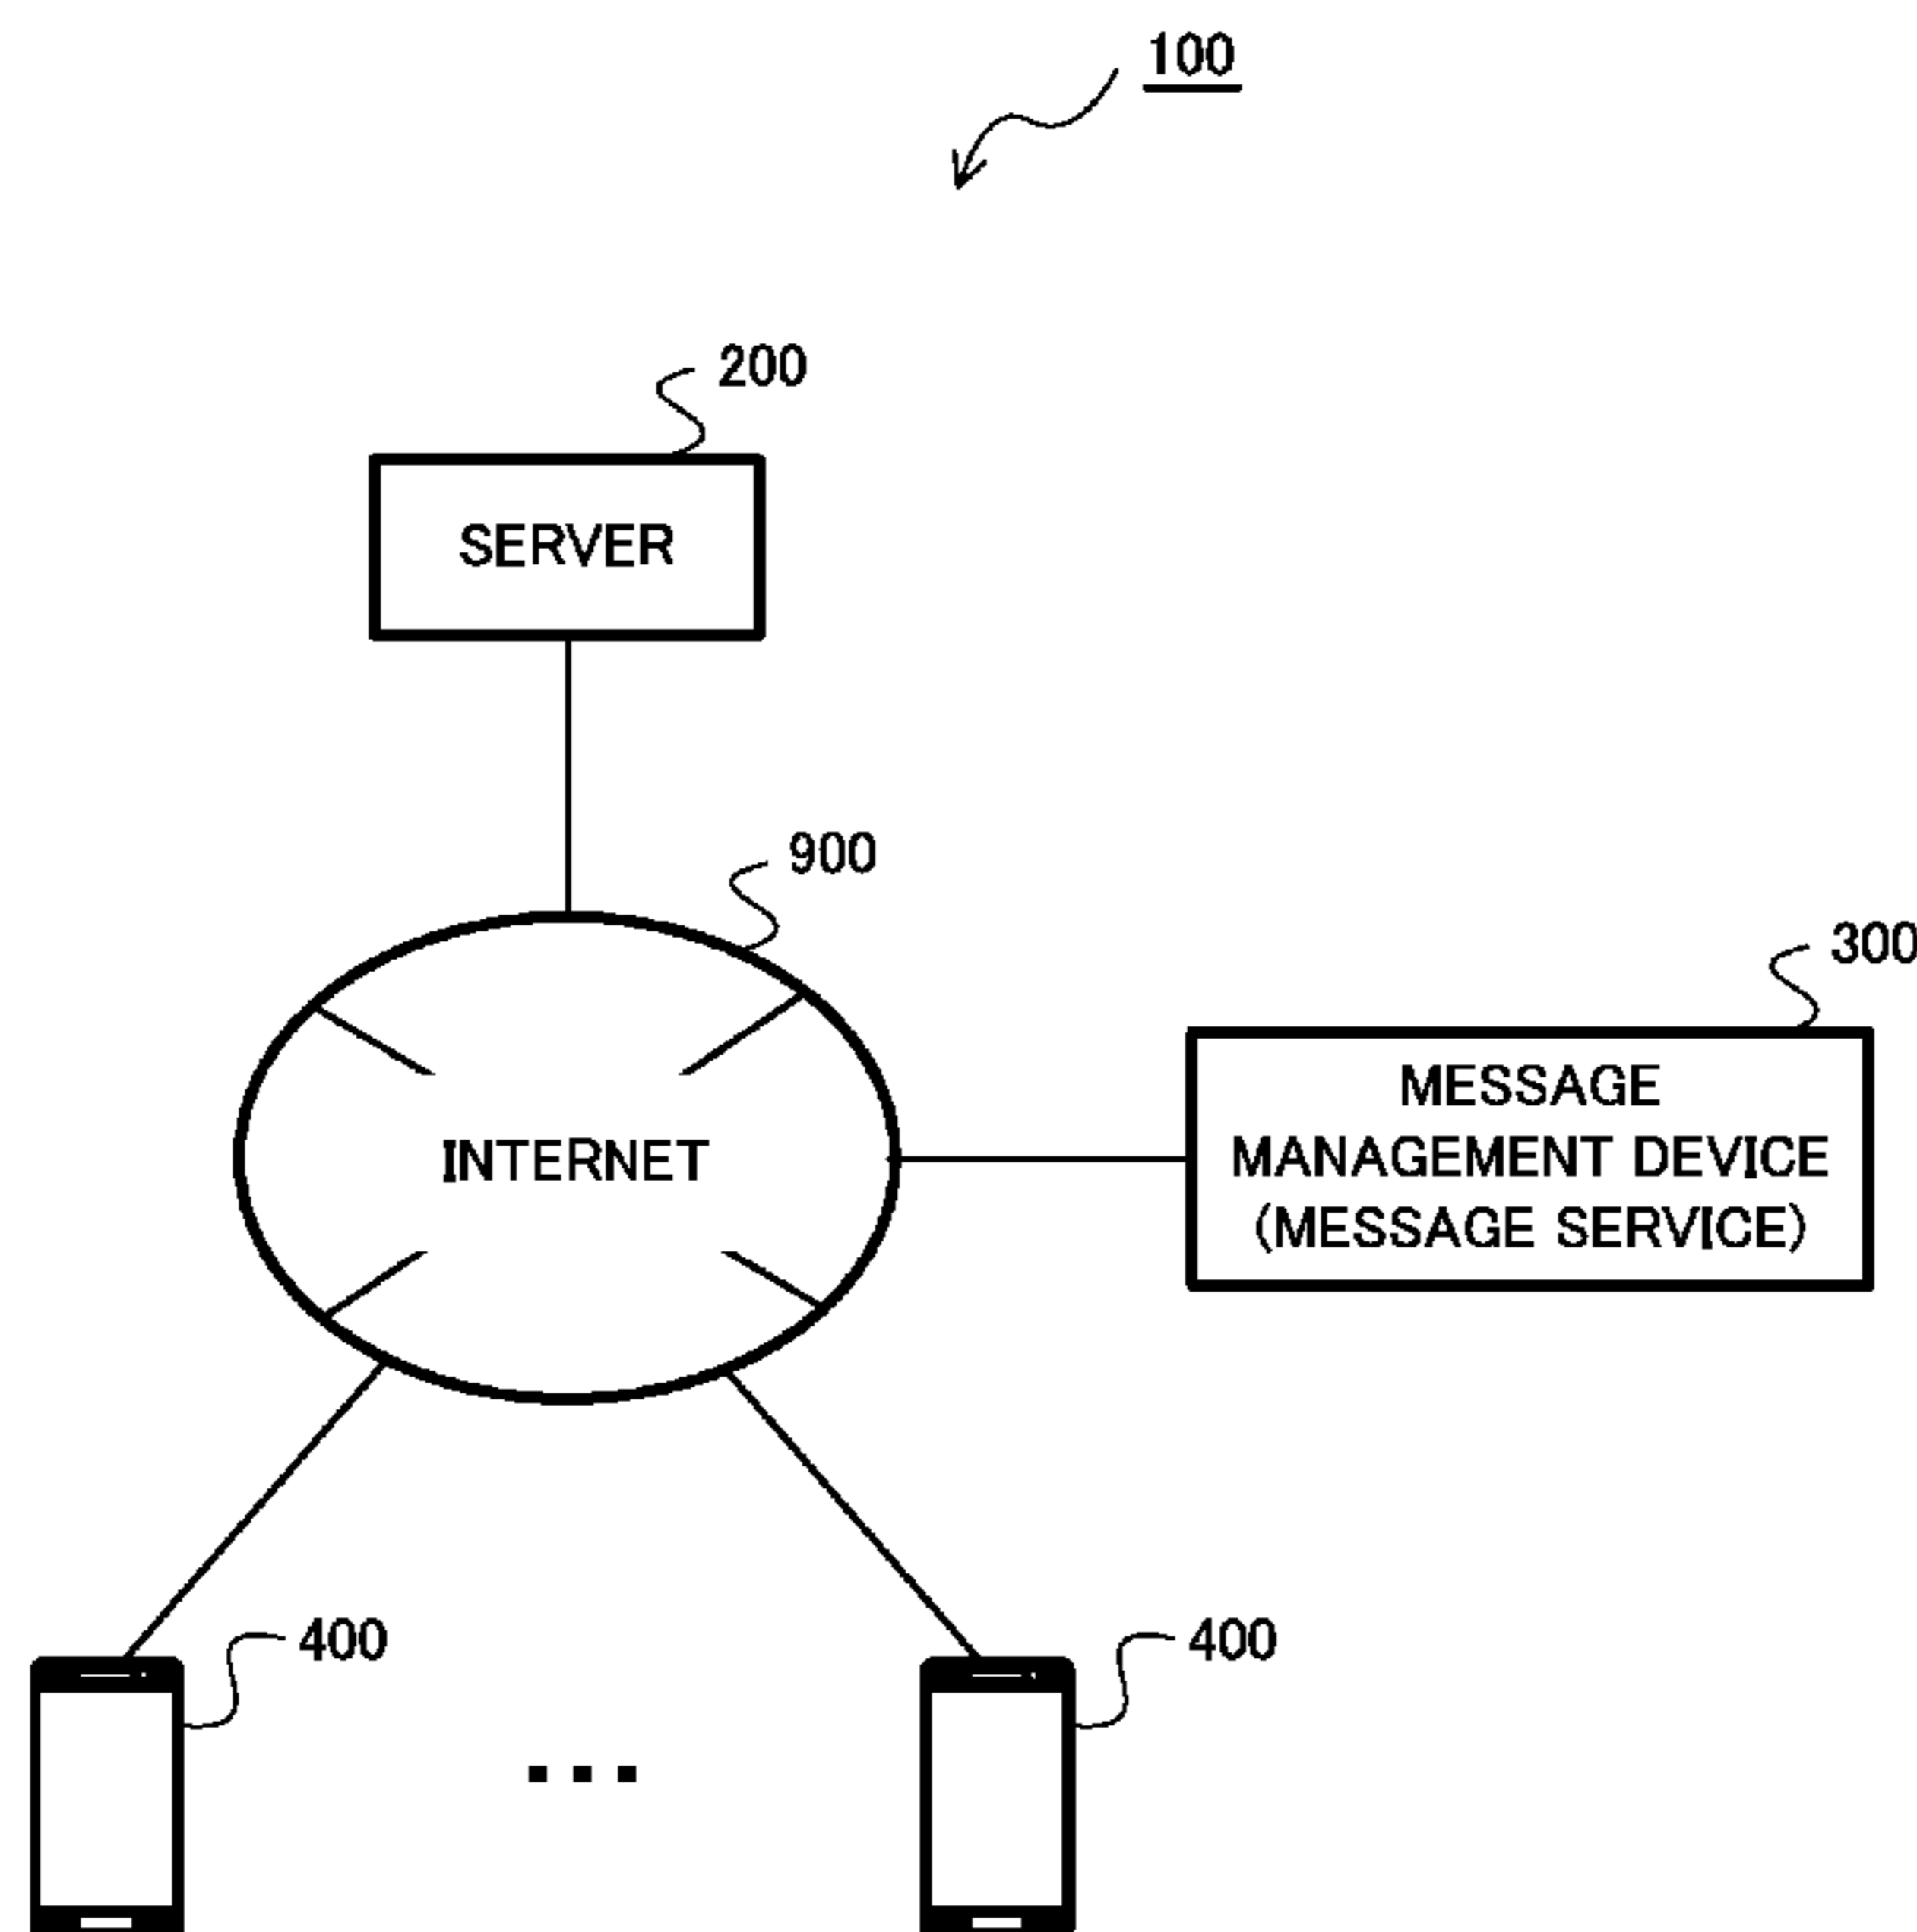 100
200
SERVER
900
300
MESSAGE
MANAGEMENT DEVICE
(MESSAGE SERVICE)
INTERNET
400
400